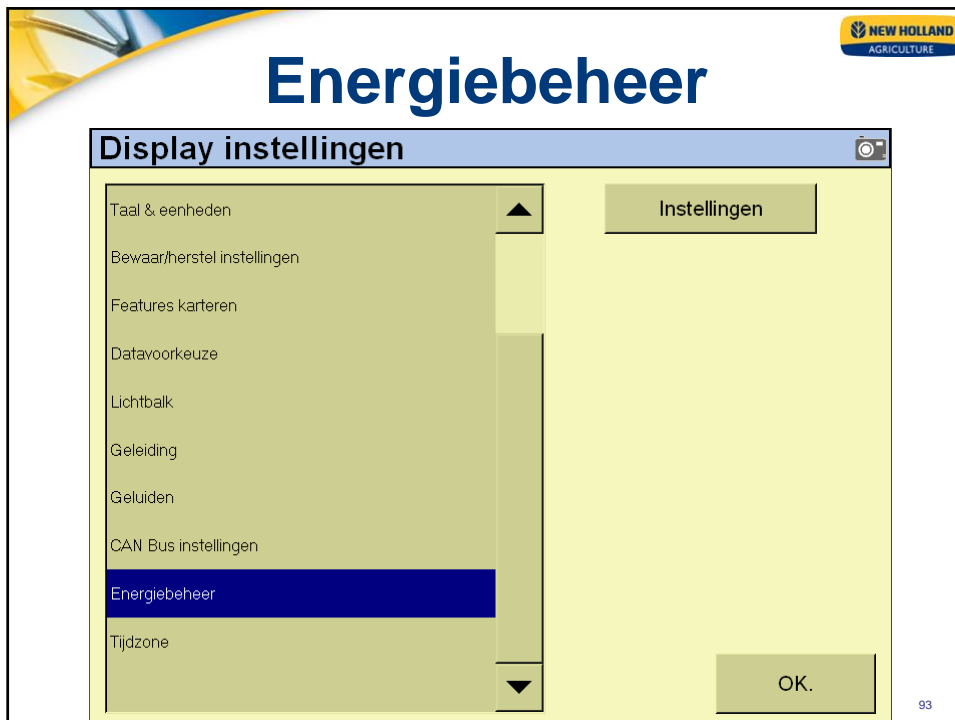 NEW HOLLAND
AGRICULTURE
Energiebeheer
Display instellingen
Taal & eenheden
Bewaar/herstel instellingen
Features karteren
Datavoorkeuze
Lichtbalk
Geleiding
Geluiden
CAN Bus instellingen
Energiebeheer
Tijdzone
Instellingen
OK.
93